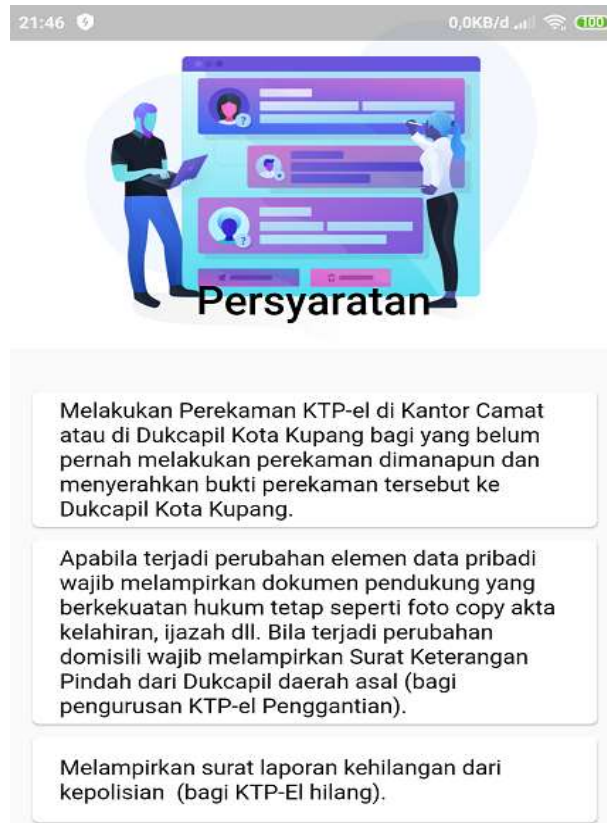 21:46 0,0KB/d 100
Persyaratan
Melakukan Perekaman KTP-el di Kantor Camat
atau di Dukcapil Kota Kupang bagi yang belum
pernah melakukan perekaman dimanapun dan
menyerahkan bukti perekaman tersebut ke
Dukcapil Kota Kupang.
Apabila terjadi perubahan elemen data pribadi
wajib melampirkan dokumen pendukung yang
berkekuatan hukum tetap seperti foto copy akta
kelahiran, ijazah dll. Bila terjadi perubahan
domisili wajib melampirkan Surat Keterangan
Pindah dari Dukcapil daerah asal (bagi
pengurusan KTP-el Penggantian).
Melampirkan surat laporan kehilangan dari
kepolisian  (bagi KTP-El hilang).